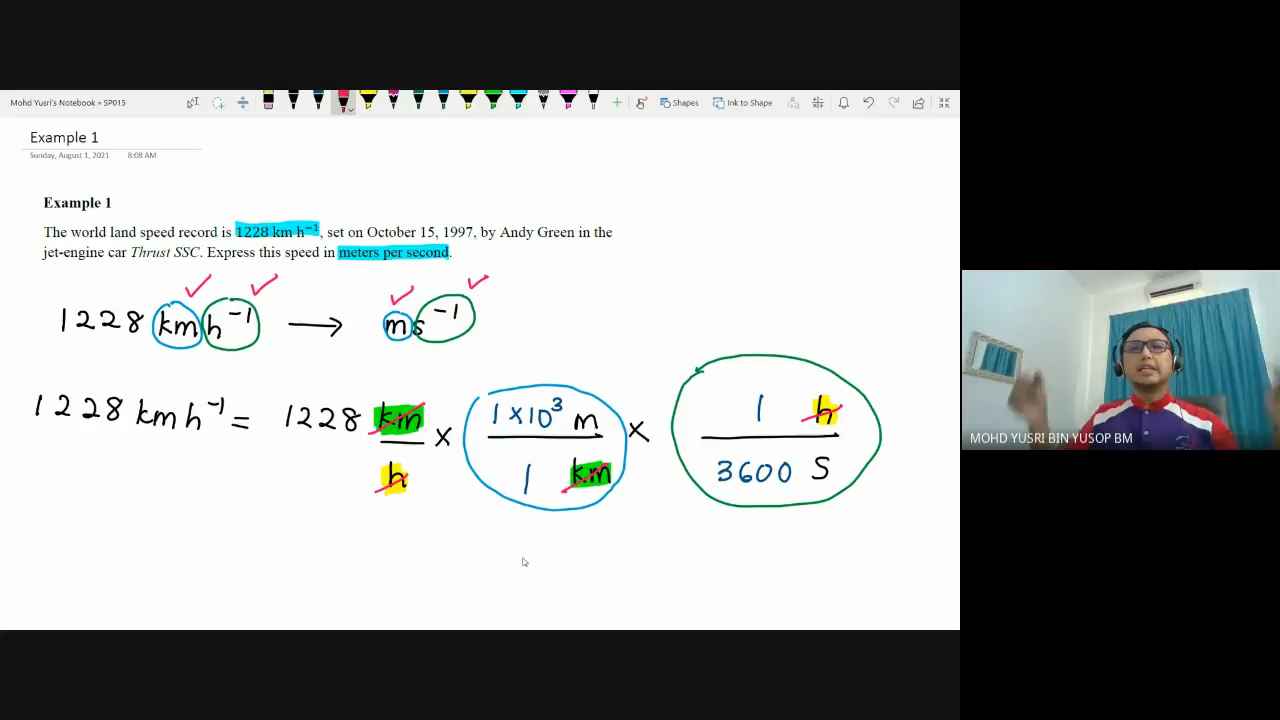 Mohd Yusri's Notebook » SP015
Shapes
Ink to Shape
Example 1
Sunday, August 1, 2021 8:08 AM
Example 1
The world land speed record is 1228 km h⁻¹, set on October 15, 1997, by Andy Green in the
jet-engine car Thrust SSC. Express this speed in meters per second.
1228 km h⁻¹ → m s⁻¹
1228 km h⁻¹ = 1228 km/h × 1×10³ m/1 km × 1 h/3600 s
MOHD YUSRI BIN YUSOP BM